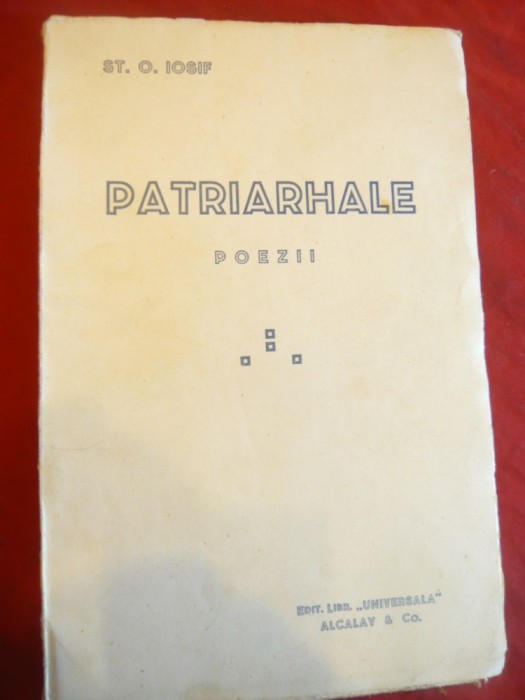 ST. O. IOSIF
PATRIARHALE
POEZII
EDIT. LIBR. „UNIVERSALA"
ALCALAY & Co.